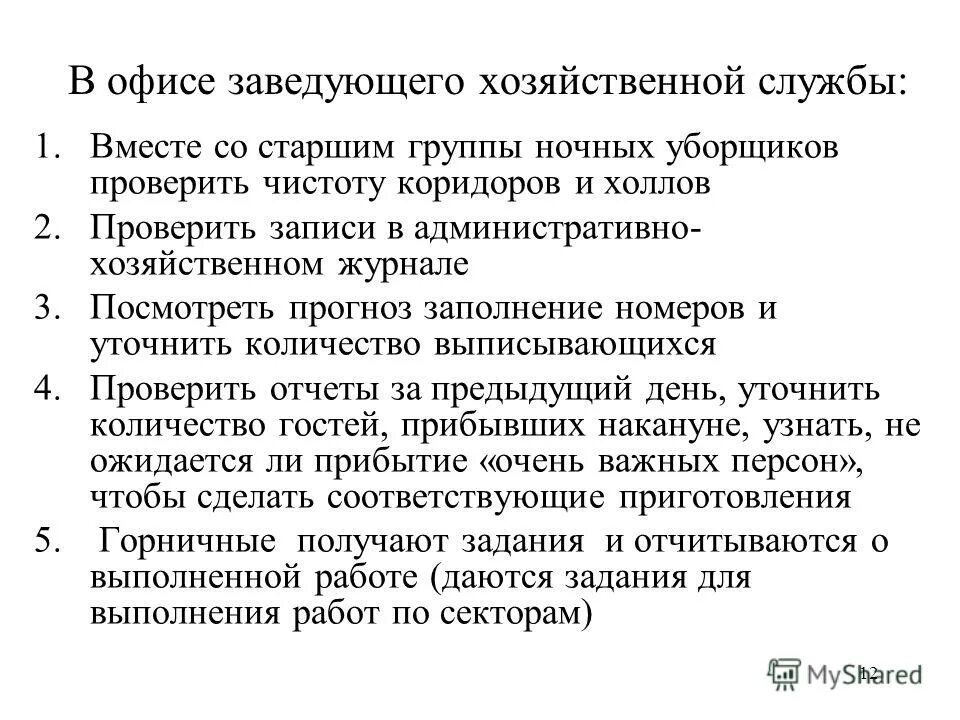 В офисе заведующего хозяйственной службы:
1. Вместе со старшим группы ночных уборщиков
проверить чистоту коридоров и холлов
2. Проверить записи в административно-
хозяйственном журнале
3. Посмотреть прогноз заполнение номеров и
уточнить количество выписывающихся
4. Проверить отчеты за предыдущий день, уточнить
количество гостей, прибывших накануне, узнать, не
ожидается ли прибытие «очень важных персон»,
чтобы сделать соответствующие приготовления
5. Горничные получают задания и отчитываются о
выполненной работе (даются задания для
выполнения работ по секторам)
12
MyShared